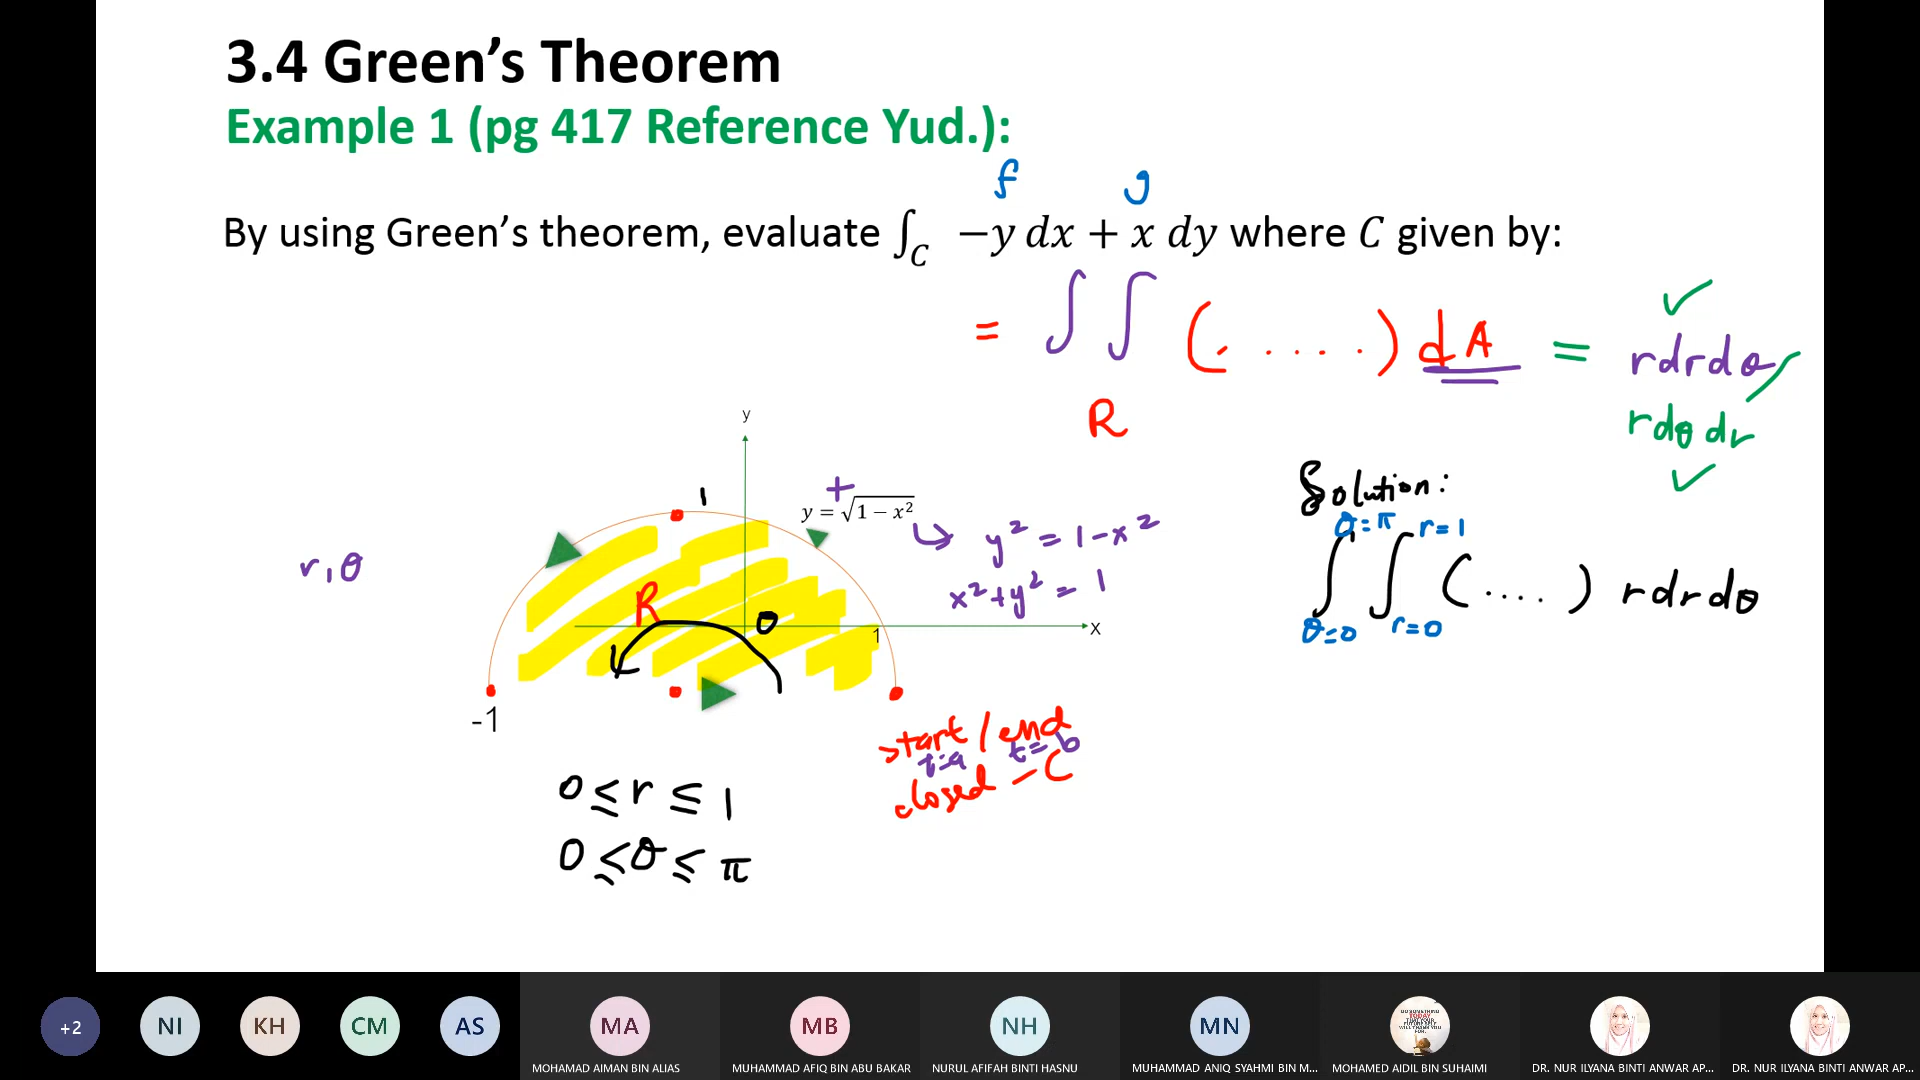 3.4 Green's Theorem
Example 1 (pg 417 Reference Yud.):
f g
By using Green's theorem, evaluate ∫_C −y dx + x dy where C given by:
= ∫∫ (. . . . .) dA = rdrdθ
R
rdθdr
y
1
+
y = √(1 − x²)
y² = 1-x²
x²+y² = 1
r,θ
R
0
1
x
-1
start / end
t=a t=b
closed - C
0 ≤ r ≤ 1
0 ≤ θ ≤ π
Solution:
θ=π r=1
∫∫ (....) rdrdθ
θ=0 r=0
+2
NI
KH
CM
AS
MA
MB
NH
MN
MOHAMAD AIMAN BIN ALIAS
MUHAMMAD AFIQ BIN ABU BAKAR
NURUL AFIFAH BINTI HASNU
MUHAMMAD ANIQ SYAHMI BIN M...
MOHAMED AIDIL BIN SUHAIMI
DR. NUR ILYANA BINTI ANWAR AP...
DR. NUR ILYANA BINTI ANWAR AP...